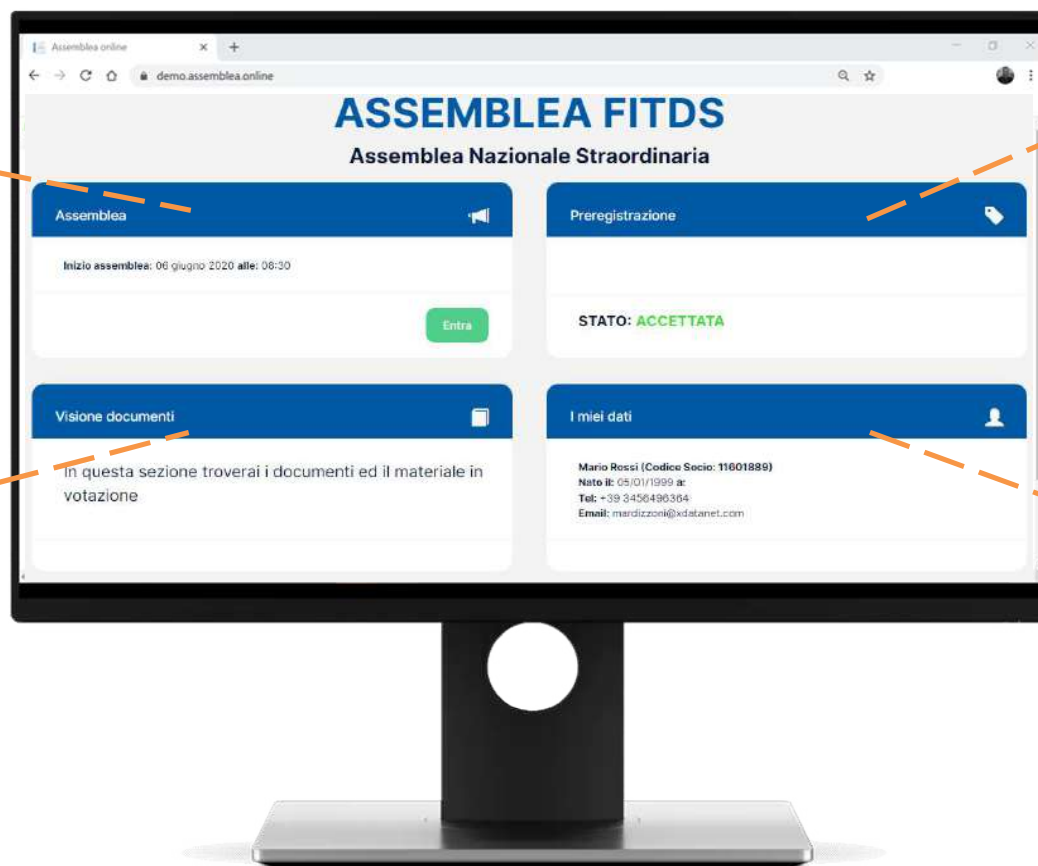 Assemblea online
demo.assemblea.online
ASSEMBLEA FITDS
Assemblea Nazionale Straordinaria
Assemblea
Inizio assemblea: 06 giugno 2020 alle: 08:30
Entra
Preregistrazione
STATO: ACCETTATA
Visione documenti
In questa sezione troverai i documenti ed il materiale in
votazione
I miei dati
Mario Rossi (Codice Socio: 11601889)
Nato il: 05/01/1999 a:
Tel: +39 3456496364
Email: mardizzoni@xdatanet.com